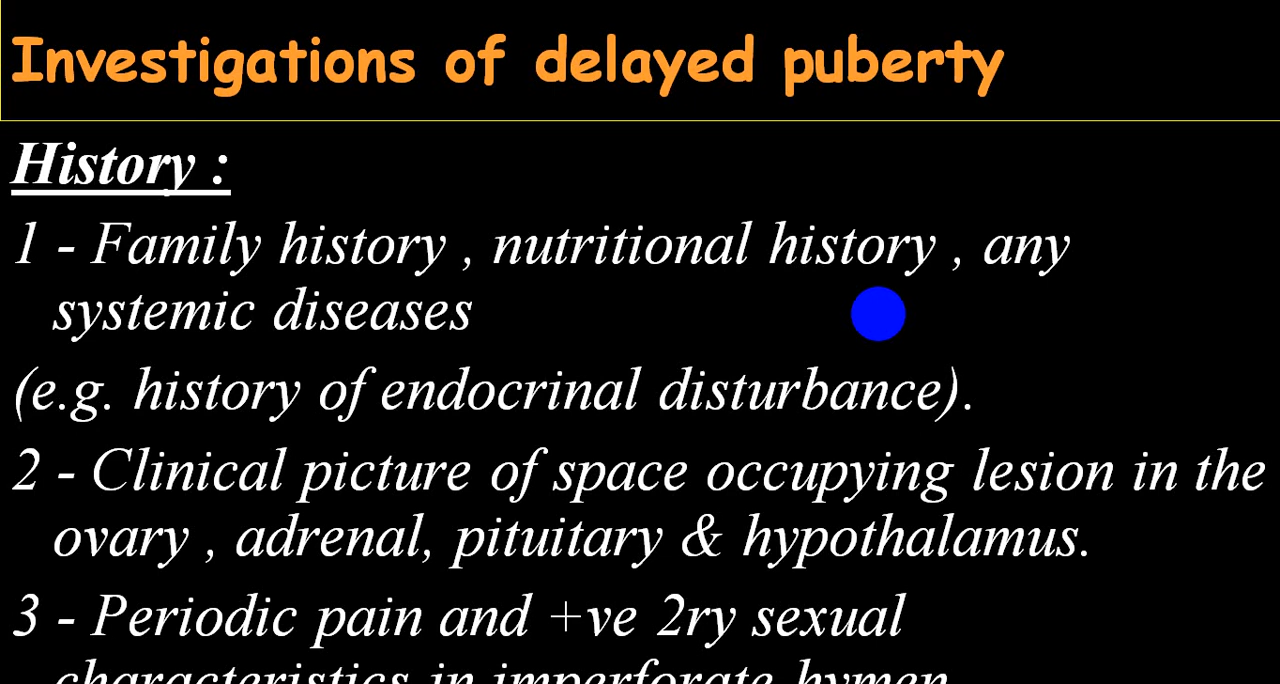 Investigations of delayed puberty
History :
1 - Family history , nutritional history , any
systemic diseases
(e.g. history of endocrinal disturbance).
2 - Clinical picture of space occupying lesion in the
ovary , adrenal, pituitary & hypothalamus.
3 - Periodic pain and +ve 2ry sexual
characteristics in imperforate hymen